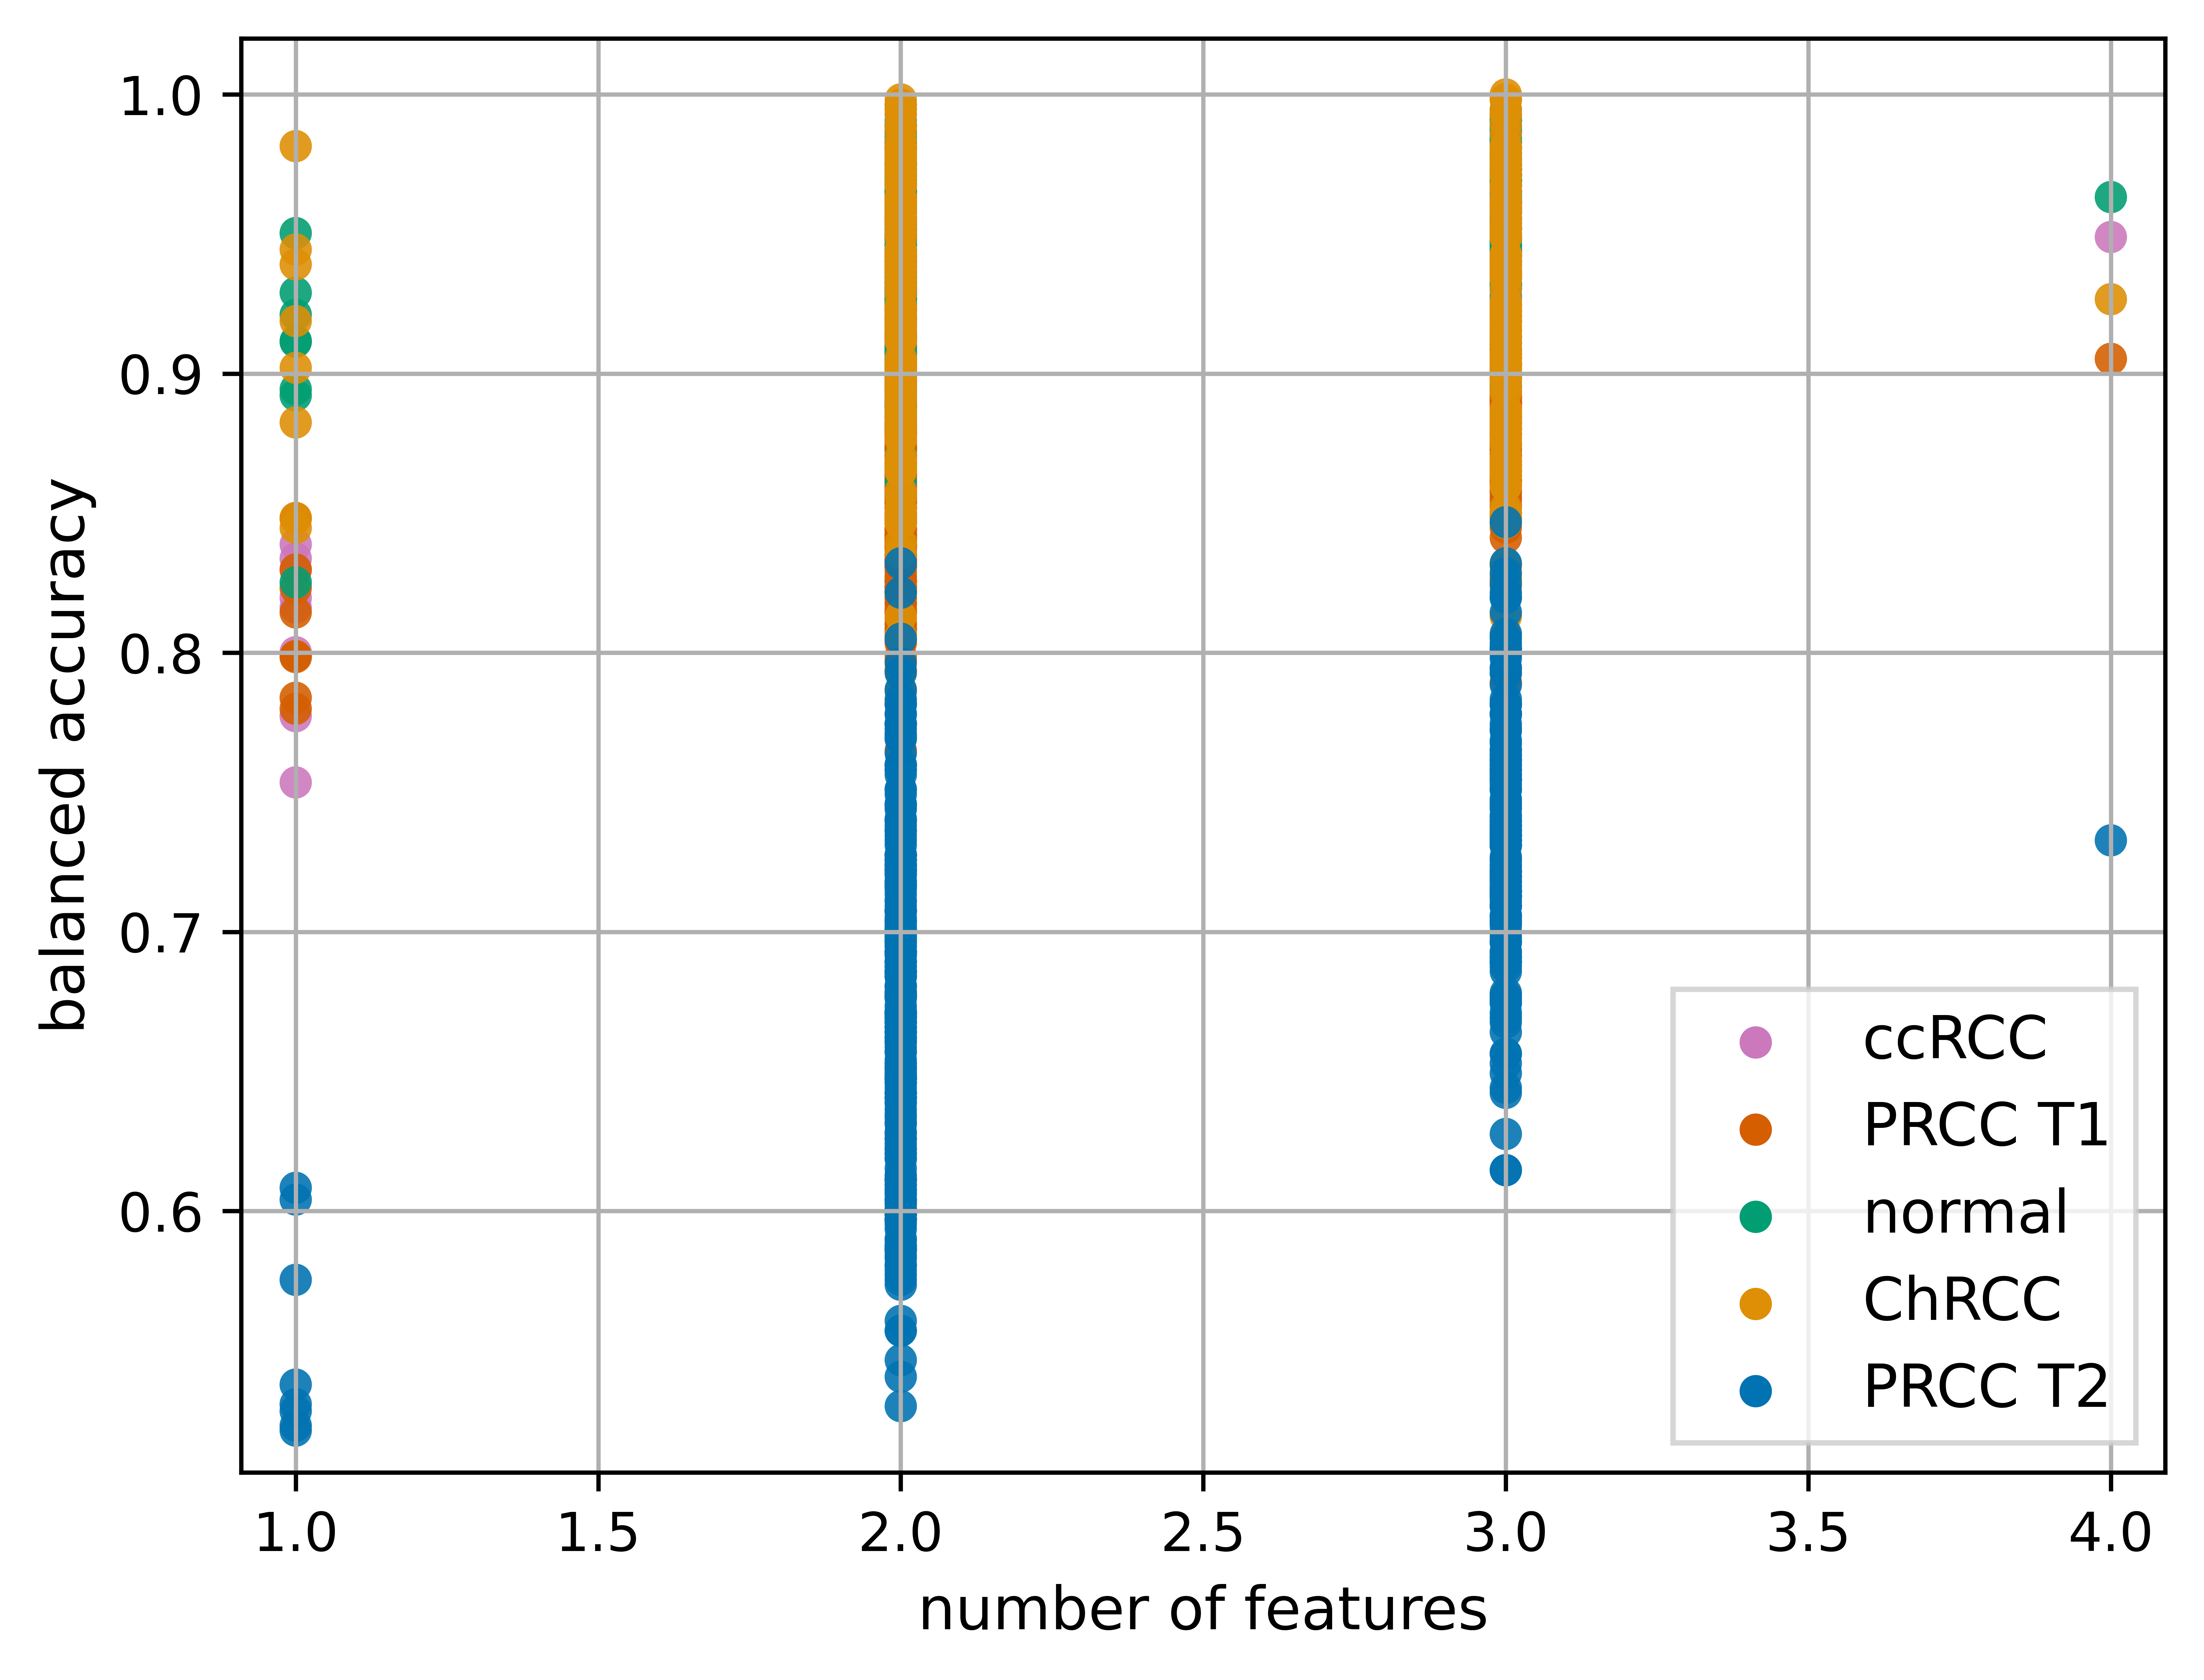 1.0
0.9
0.8
0.7
0.6
balanced accuracy
ccRCC
PRCC T1
normal
ChRCC
PRCC T2
1.0 1.5 2.0 2.5 3.0 3.5 4.0
number of features